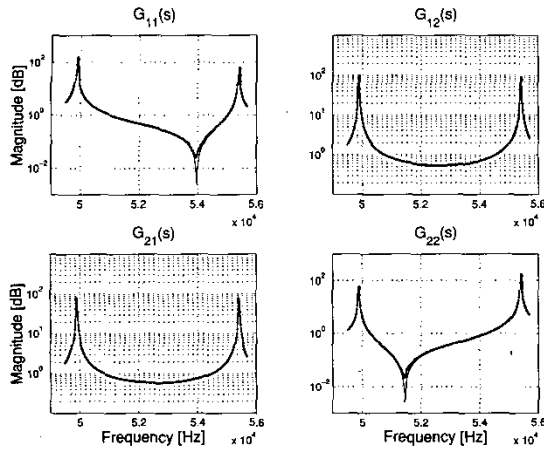 G11(s)
G12(s)
Magnitude [dB]
10^2
10^0
10^-2
5
5.2
5.4
5.6
x 10^4
10^2
10^1
10^0
5
5.2
5.4
5.6
x 10^4
G21(s)
G22(s)
Magnitude [dB]
10^2
10^1
10^0
5
5.2
5.4
5.6
Frequency [Hz]
x 10^4
10^2
10^0
10^-2
5
5.2
5.4
5.6
Frequency [Hz]
x 10^4